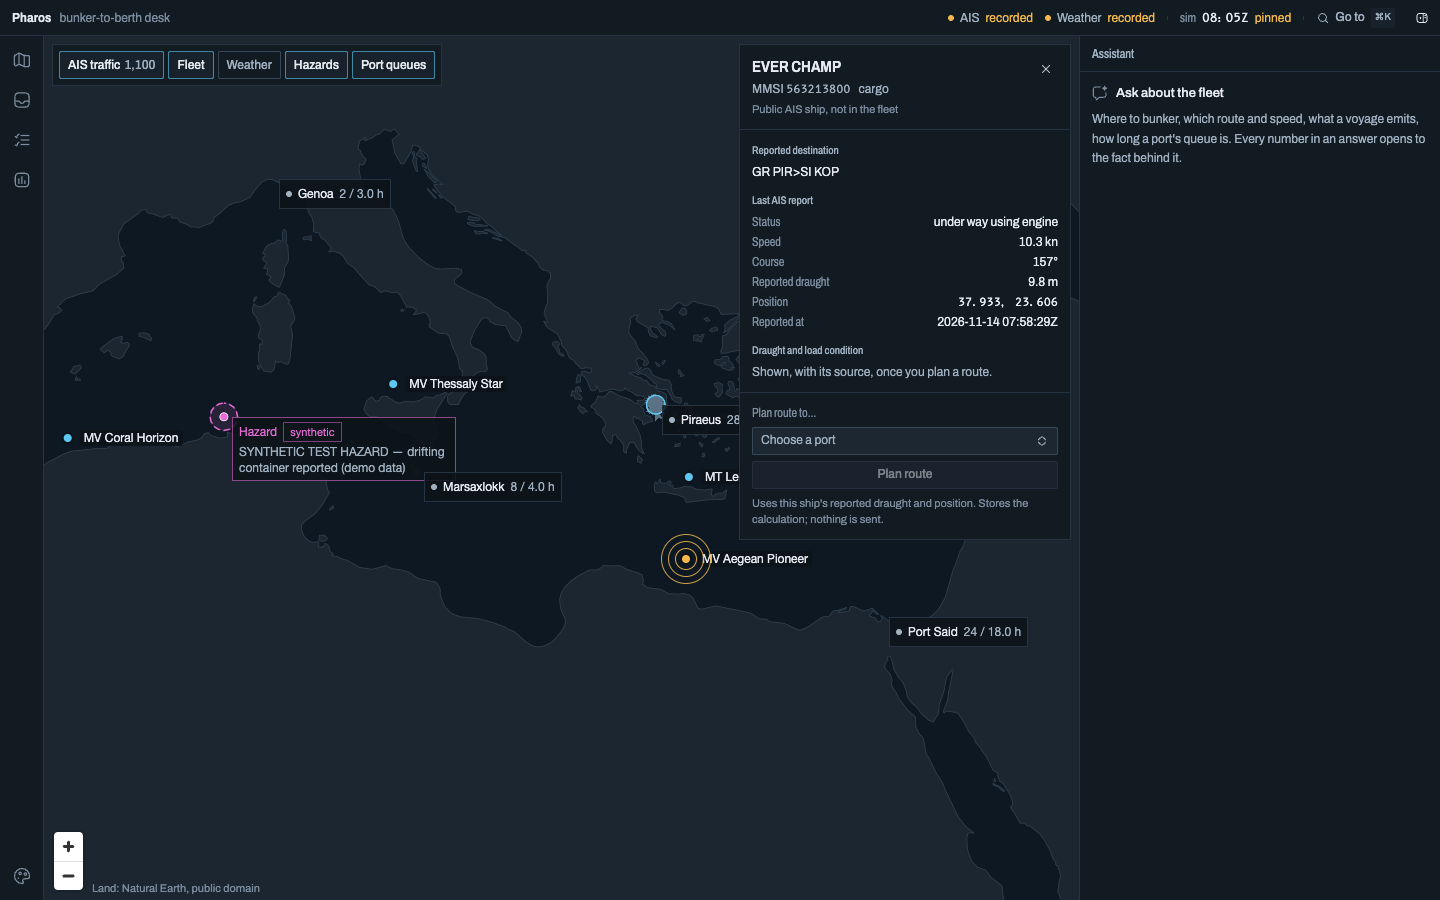 Pharos bunker-to-berth desk
AIS recorded Weather recorded sim 08:05Z pinned Go to ⌘K
AIS traffic 1,100 Fleet Weather Hazards Port queues
Genoa 2 / 3.0 h
MV Thessaly Star
MV Coral Horizon
Hazard synthetic
SYNTHETIC TEST HAZARD — drifting
container reported (demo data)
Marsaxlokk 8 / 4.0 h
Piraeus 28
MT Le
MV Aegean Pioneer
Port Said 24 / 18.0 h
+
−
Land: Natural Earth, public domain
EVER CHAMP
MMSI 563213800 cargo
Public AIS ship, not in the fleet
Reported destination
GR PIR>SI KOP
Last AIS report
Status under way using engine
Speed 10.3 kn
Course 157°
Reported draught 9.8 m
Position 37.933, 23.606
Reported at 2026-11-14 07:58:29Z
Draught and load condition
Shown, with its source, once you plan a route.
Plan route to...
Choose a port
Plan route
Uses this ship's reported draught and position. Stores the
calculation; nothing is sent.
Assistant
Ask about the fleet
Where to bunker, which route and speed, what a voyage emits,
how long a port's queue is. Every number in an answer opens to
the fact behind it.